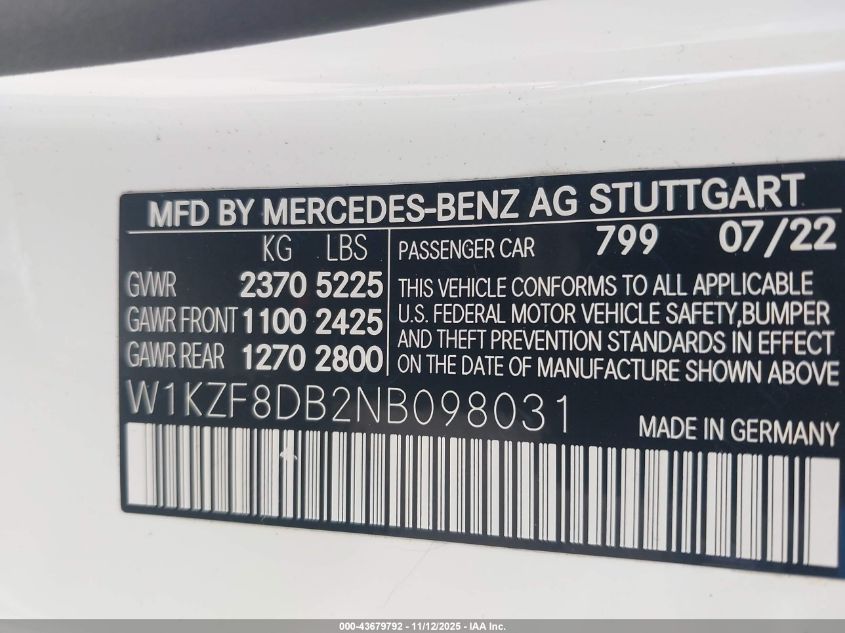 MFD BY MERCEDES-BENZ AG STUTTGART
KG LBS
GVWR 2370 5225
GAWR FRONT 1100 2425
GAWR REAR 1270 2800
PASSENGER CAR 799 07/22
THIS VEHICLE CONFORMS TO ALL APPLICABLE
U.S. FEDERAL MOTOR VEHICLE SAFETY,BUMPER
AND THEFT PREVENTION STANDARDS IN EFFECT
ON THE DATE OF MANUFACTURE SHOWN ABOVE
W1KZF8DB2NB098031
MADE IN GERMANY
000-43679792 - 11/12/2025 - IAA Inc.